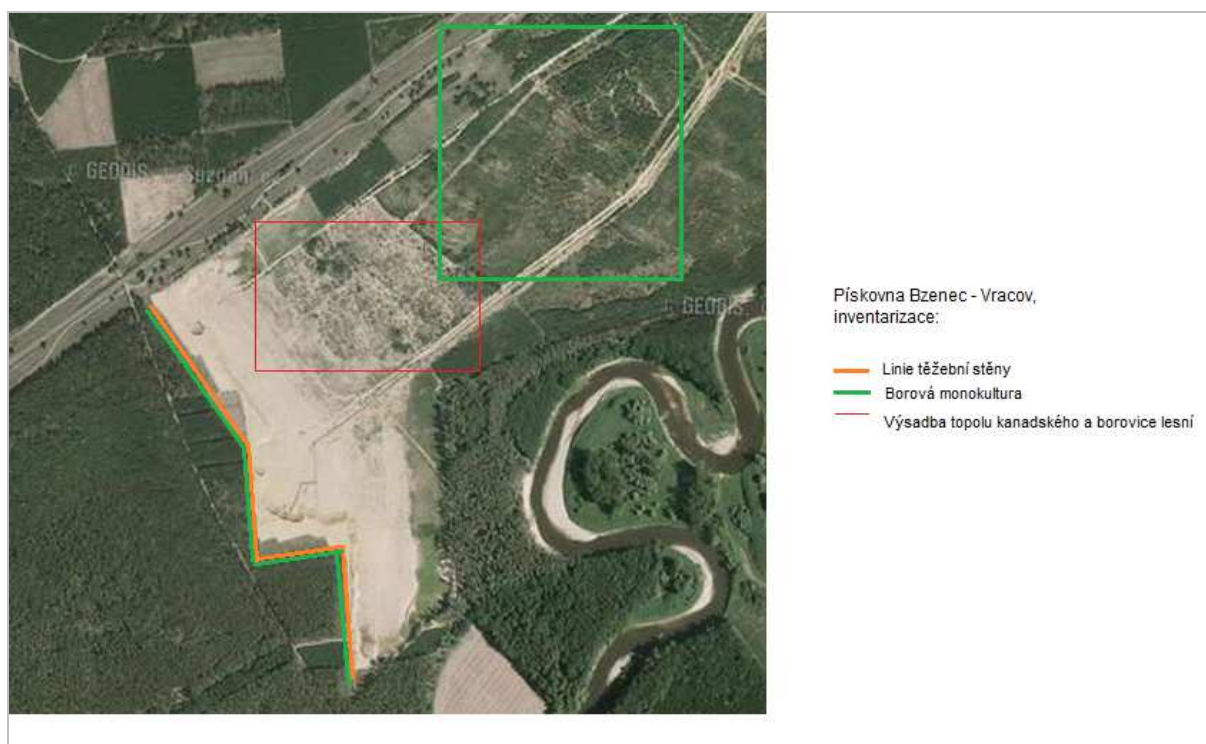 © GEODIS
© GEODIS
Pískovna Bzenec - Vracov,
inventarizace:
Linie těžební stěny
Borová monokultura
Výsadba topolu kanadského a borovice lesní